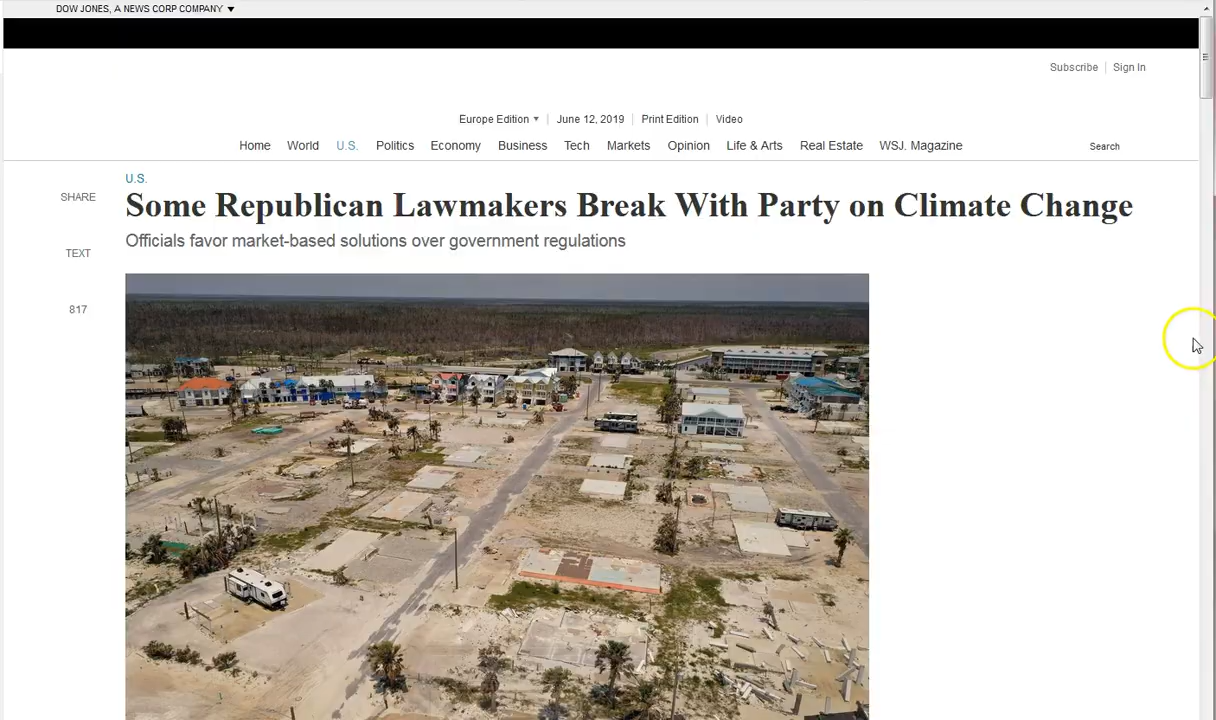 DOW JONES, A NEWS CORP COMPANY ▼
Subscribe | Sign In
Europe Edition ▾ | June 12, 2019 | Print Edition | Video
Home World U.S. Politics Economy Business Tech Markets Opinion Life & Arts Real Estate WSJ. Magazine Search
U.S.
SHARE
Some Republican Lawmakers Break With Party on Climate Change
Officials favor market-based solutions over government regulations
TEXT
817